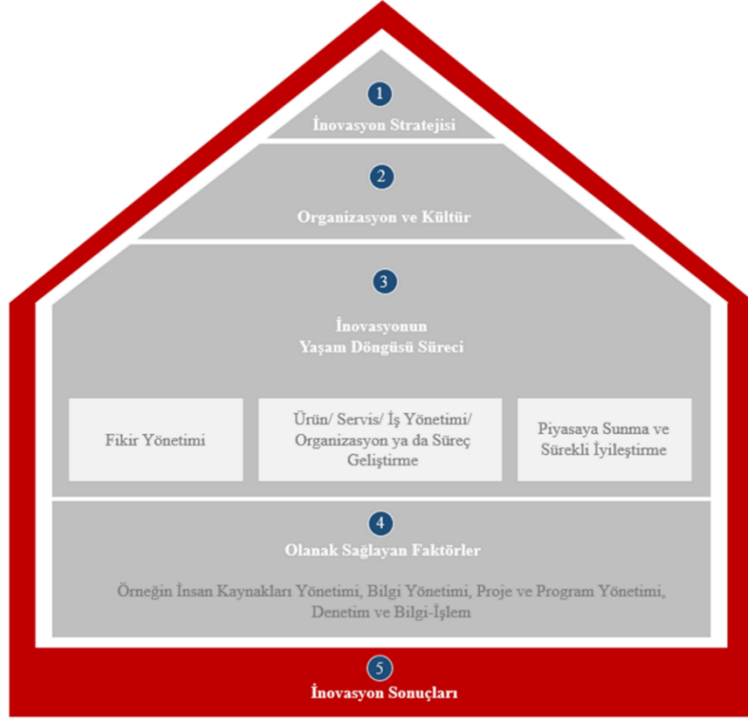 1
İnovasyon Stratejisi
2
Organizasyon ve Kültür
3
İnovasyonun
Yaşam Döngüsü Süreci
Fikir Yönetimi
Ürün/ Servis/ İş Yönetimi/
Organizasyon ya da Süreç
Geliştirme
Piyasaya Sunma ve
Sürekli İyileştirme
4
Olanak Sağlayan Faktörler
Örneğin İnsan Kaynakları Yönetimi, Bilgi Yönetimi, Proje ve Program Yönetimi,
Denetim ve Bilgi-İşlem
5
İnovasyon Sonuçları